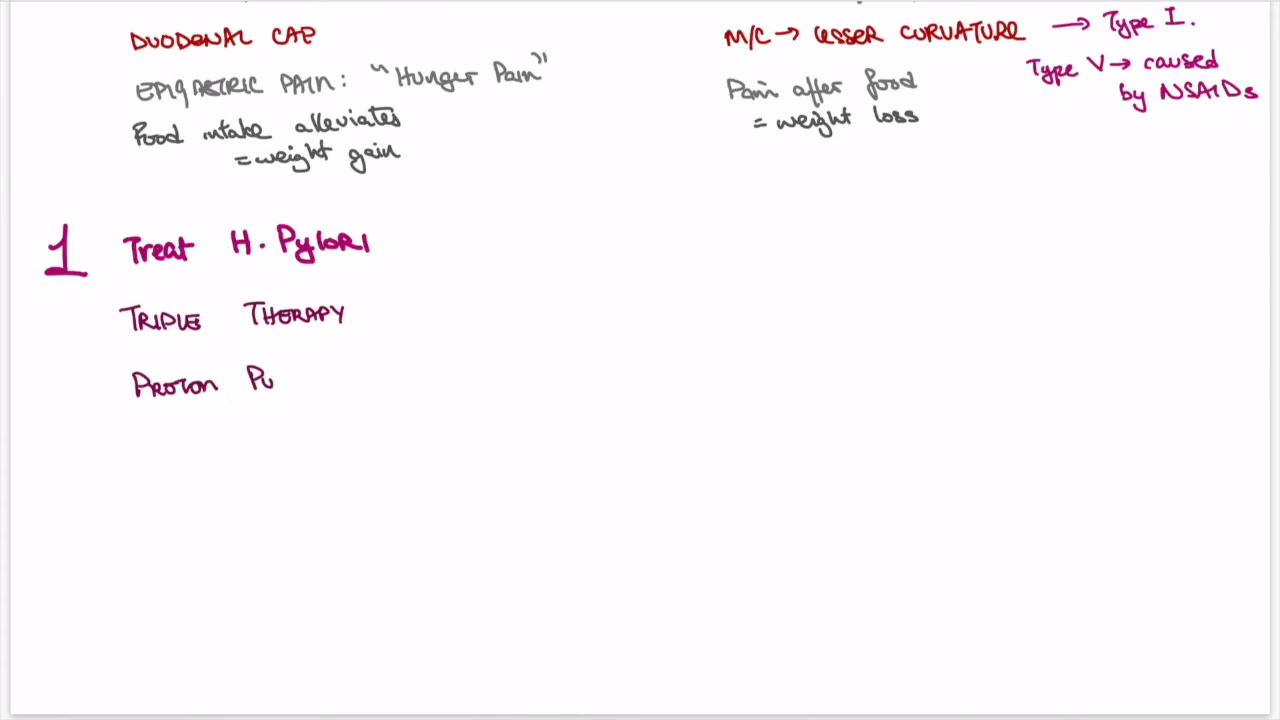 DUODENAL CAP
EPIGASTRIC PAIN: "Hunger Pain"
Food intake alleviates
= weight gain
M/C → LESSER CURVATURE → Type I.
Type V → caused
by NSAIDs
Pain after food
= weight loss
1 Treat H. PyloRI
TRIPLE THERAPY
PROTON PU